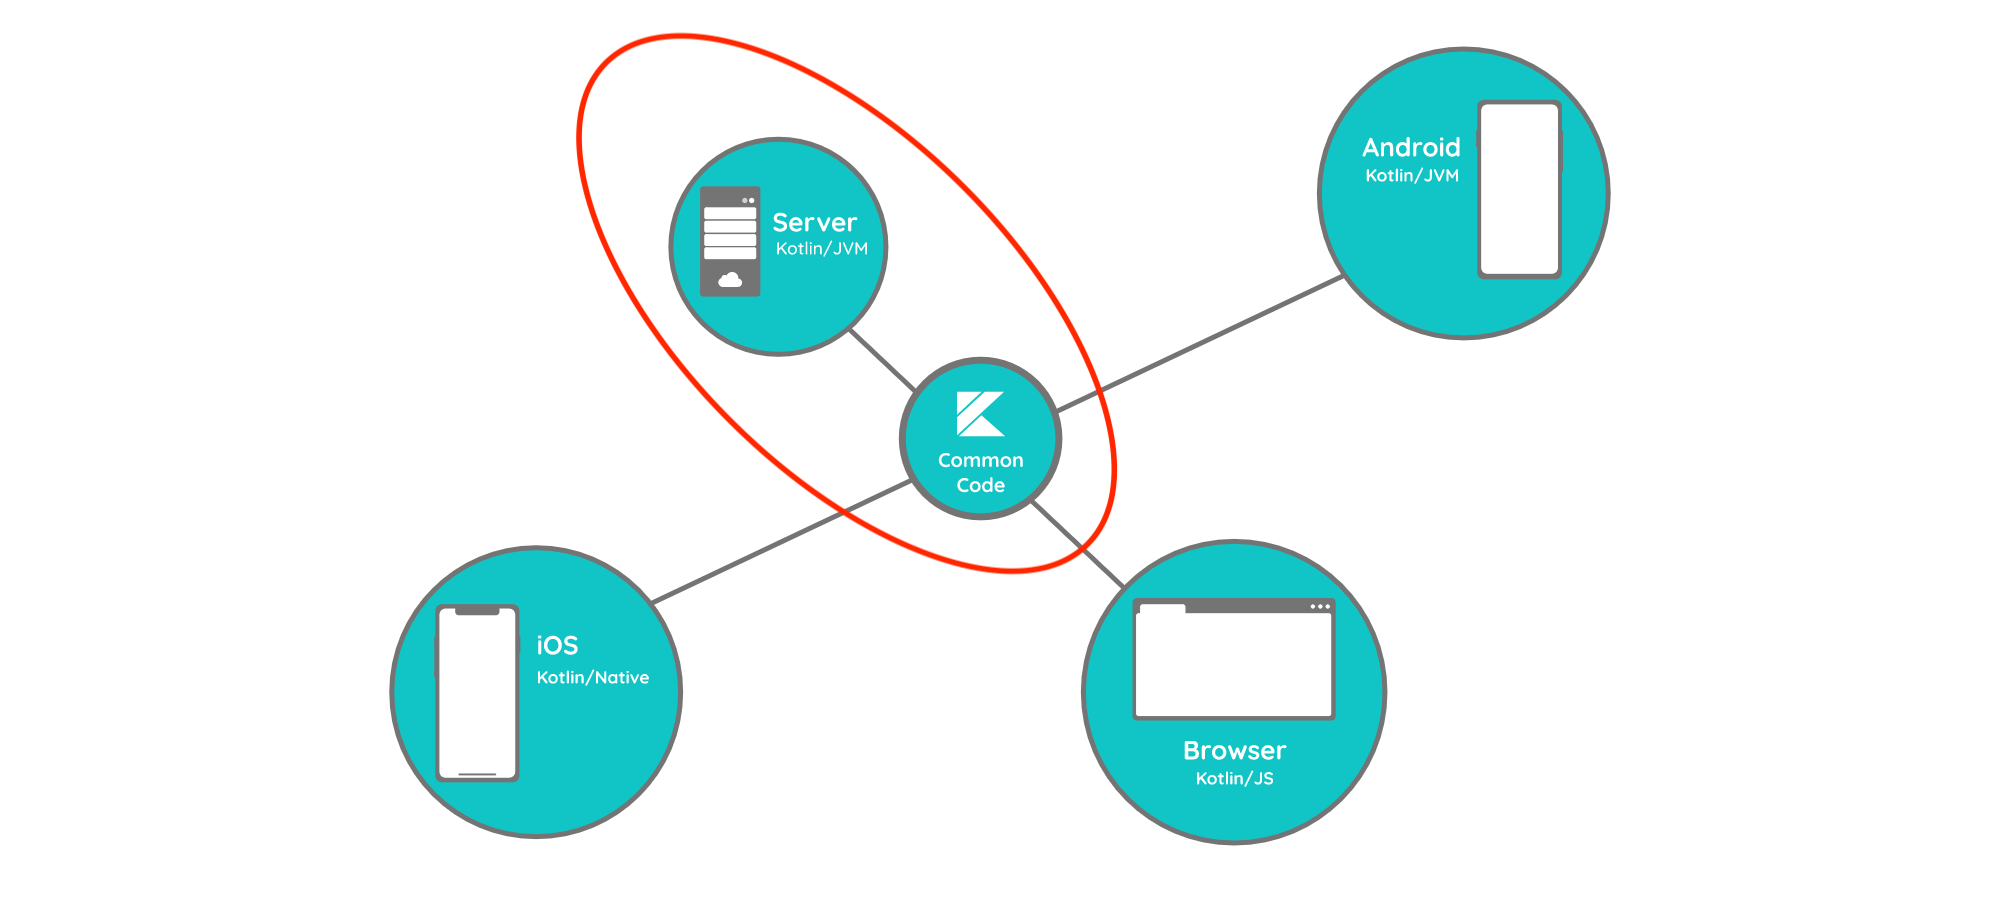 Server
Kotlin/JVM
Android
Kotlin/JVM
Common
Code
iOS
Kotlin/Native
Browser
Kotlin/JS